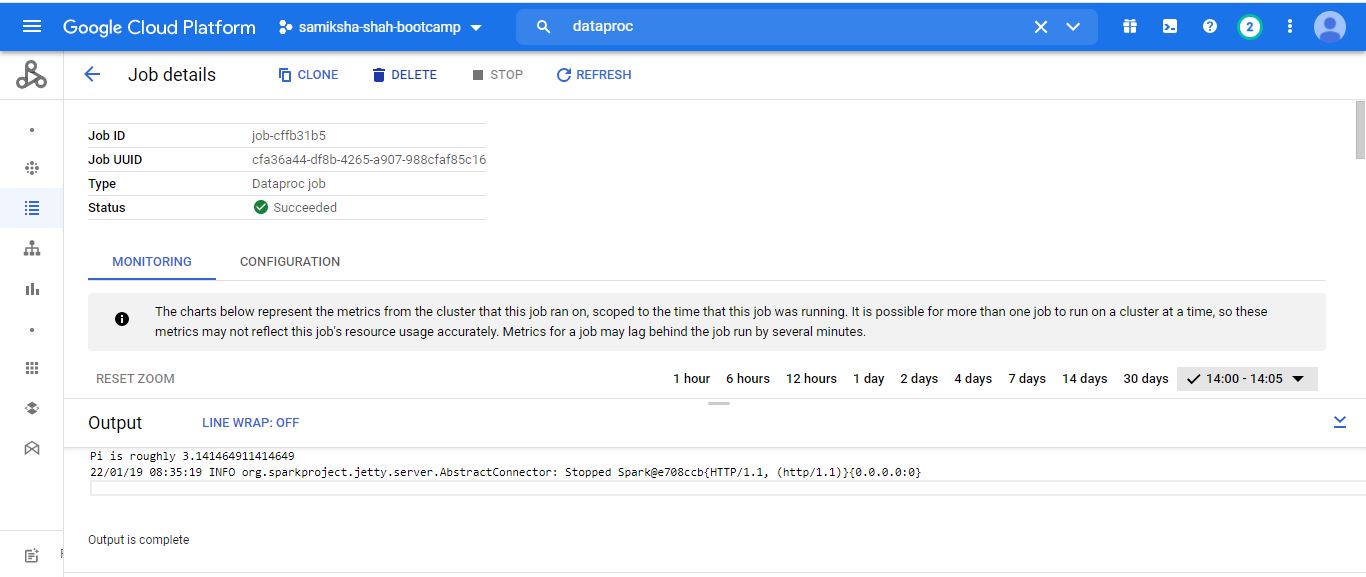 Google Cloud Platform samiksha-shah-bootcamp dataproc 2
Job details CLONE DELETE STOP REFRESH
Job ID job-cffb31b5
Job UUID cfa36a44-df8b-4265-a907-988cfaf85c16
Type Dataproc job
Status Succeeded
MONITORING CONFIGURATION
The charts below represent the metrics from the cluster that this job ran on, scoped to the time that this job was running. It is possible for more than one job to run on a cluster at a time, so these
metrics may not reflect this job's resource usage accurately. Metrics for a job may lag behind the job run by several minutes.
RESET ZOOM 1 hour 6 hours 12 hours 1 day 2 days 4 days 7 days 14 days 30 days 14:00 - 14:05
Output LINE WRAP: OFF
Pi is roughly 3.141464911414649
22/01/19 08:35:19 INFO org.sparkproject.jetty.server.AbstractConnector: Stopped Spark@e708ccb{HTTP/1.1, (http/1.1)}{0.0.0.0:0}
Output is complete